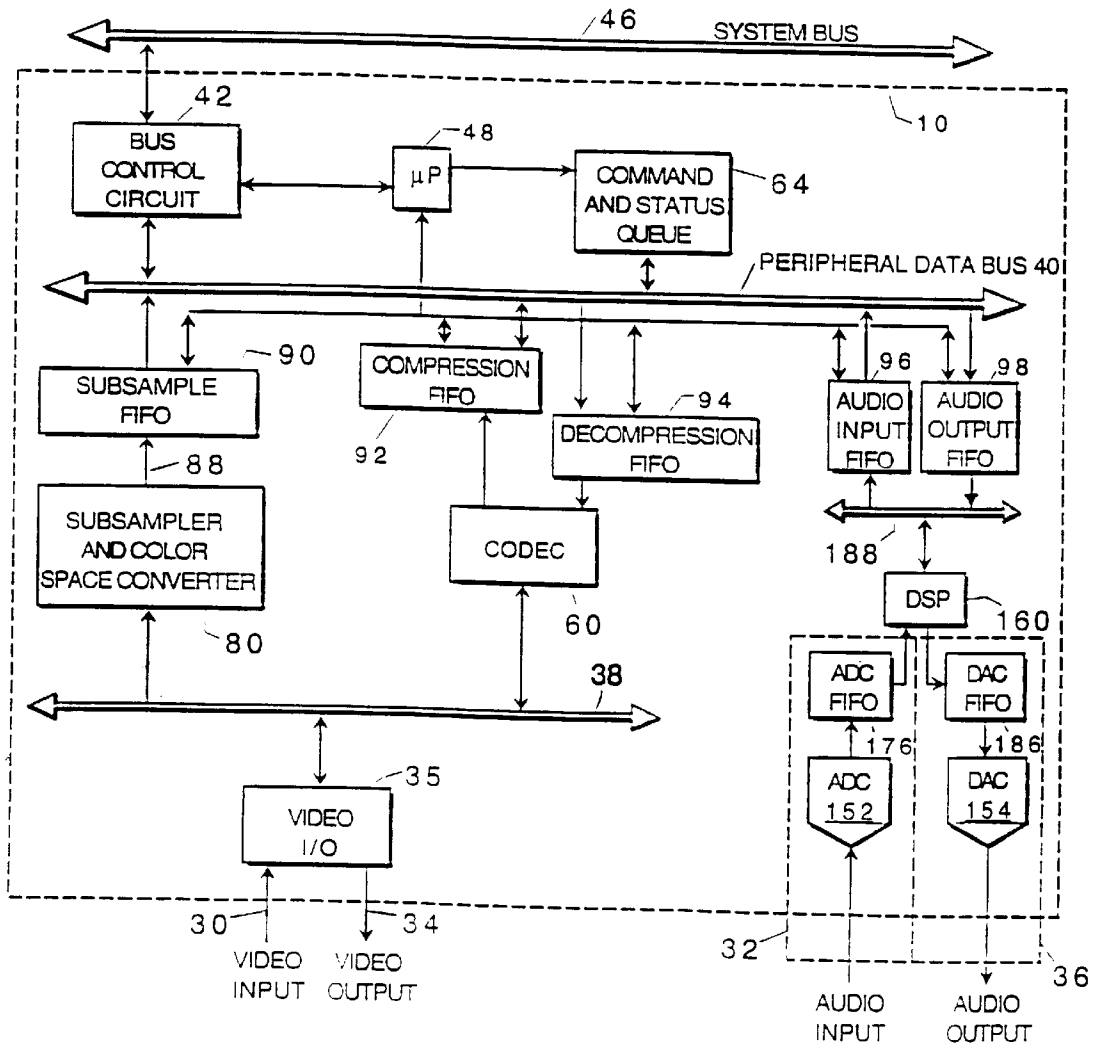 46
SYSTEM BUS
10
42
BUS
CONTROL
CIRCUIT
48
μP
COMMAND
AND STATUS
QUEUE
64
PERIPHERAL DATA BUS 40
90
SUBSAMPLE
FIFO
COMPRESSION
FIFO
92
94
DECOMPRESSION
FIFO
96
AUDIO
INPUT
FIFO
98
AUDIO
OUTPUT
FIFO
88
SUBSAMPLER
AND COLOR
SPACE CONVERTER
80
CODEC
60
188
DSP
160
38
ADC
FIFO
176
DAC
FIFO
186
35
VIDEO
I/O
ADC
152
DAC
154
30
34
32
36
VIDEO
INPUT
VIDEO
OUTPUT
AUDIO
INPUT
AUDIO
OUTPUT